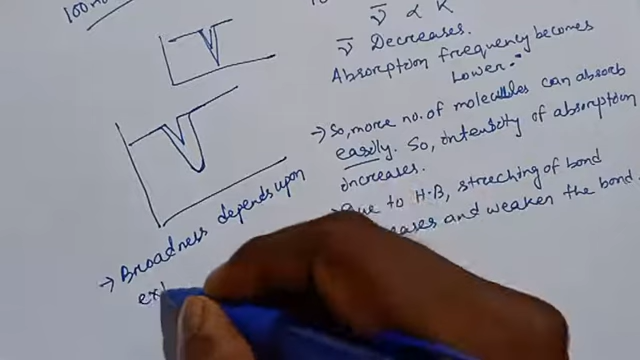 100
ν̄ ∝ K
ν̄ Decreases.
Absorption frequency becomes
Lower.
→ So, more no. of molecules can absorb
easily. So, intensity of absorption
increases.
Due to H-B, streching of bond
and weaken the bond.
→ Broadness depends upon